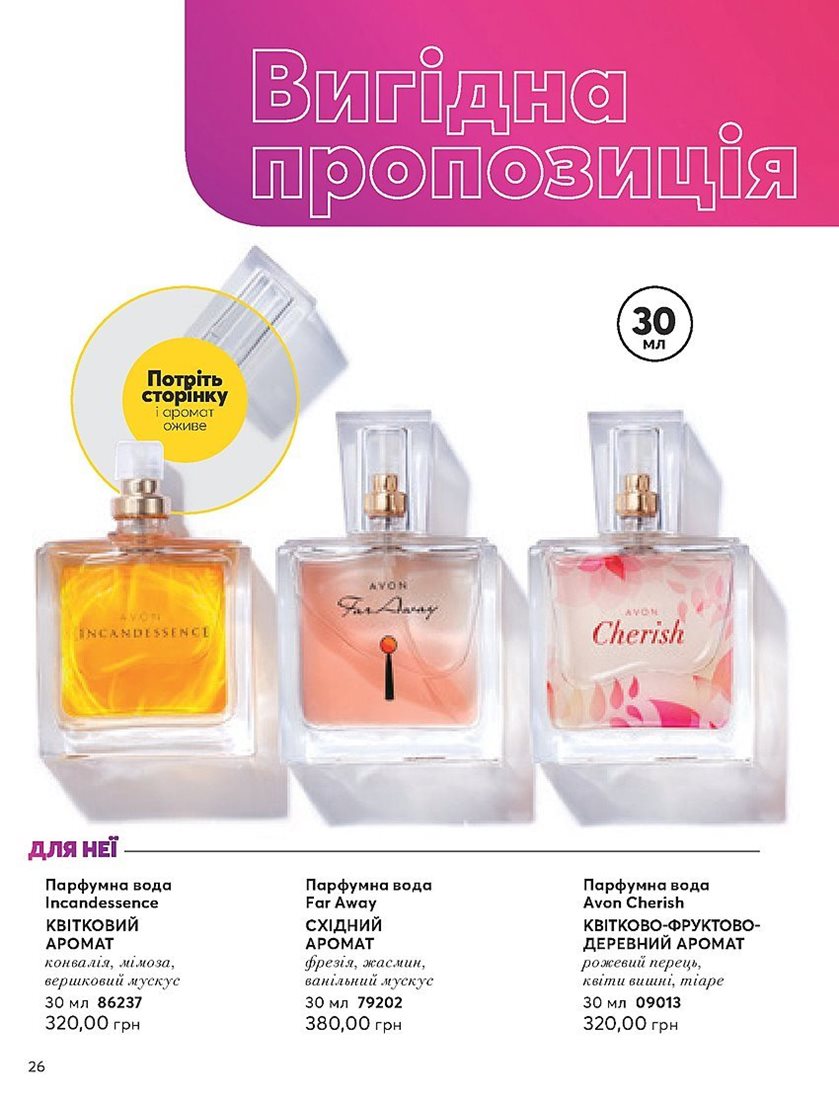 Вигідна
пропозиція
30
МЛ
Потріть
сторінку
і аромат
оживе
AVON
INCANDESSENCE
AVON
Far Away
AVON
Cherish
ДЛЯ НЕЇ
Парфумна вода
Incandessence
КВІТКОВИЙ
АРОМАТ
конвалія, мімоза,
вершковий мускус
30 мл 86237
320,00 грн
Парфумна вода
Far Away
СХІДНИЙ
АРОМАТ
фрезія, жасмин,
ванільний мускус
30 мл 79202
380,00 грн
Парфумна вода
Avon Cherish
КВІТКОВО-ФРУКТОВО-
ДЕРЕВНИЙ АРОМАТ
рожевий перець,
квіти вишні, тіаре
30 мл 09013
320,00 грн
26